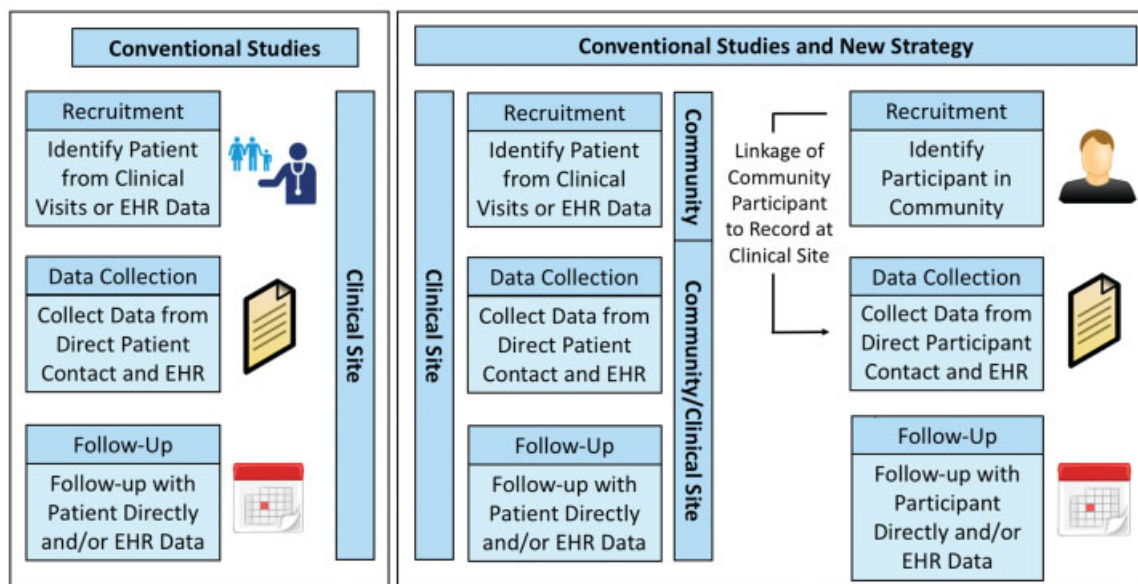 Conventional Studies
Recruitment
Identify Patient
from Clinical
Visits or EHR Data
Data Collection
Collect Data from
Direct Patient
Contact and EHR
Follow-Up
Follow-up with
Patient Directly
and/or EHR Data
Clinical Site
Conventional Studies and New Strategy
Clinical Site
Recruitment
Identify Patient
from Clinical
Visits or EHR Data
Data Collection
Collect Data from
Direct Patient
Contact and EHR
Follow-Up
Follow-up with
Patient Directly
and/or EHR Data
Community
Community/Clinical Site
Linkage of
Community
Participant
to Record at
Clinical Site
Recruitment
Identify
Participant in
Community
Data Collection
Collect Data from
Direct Participant
Contact and EHR
Follow-Up
Follow-up with
Participant
Directly and/or
EHR Data